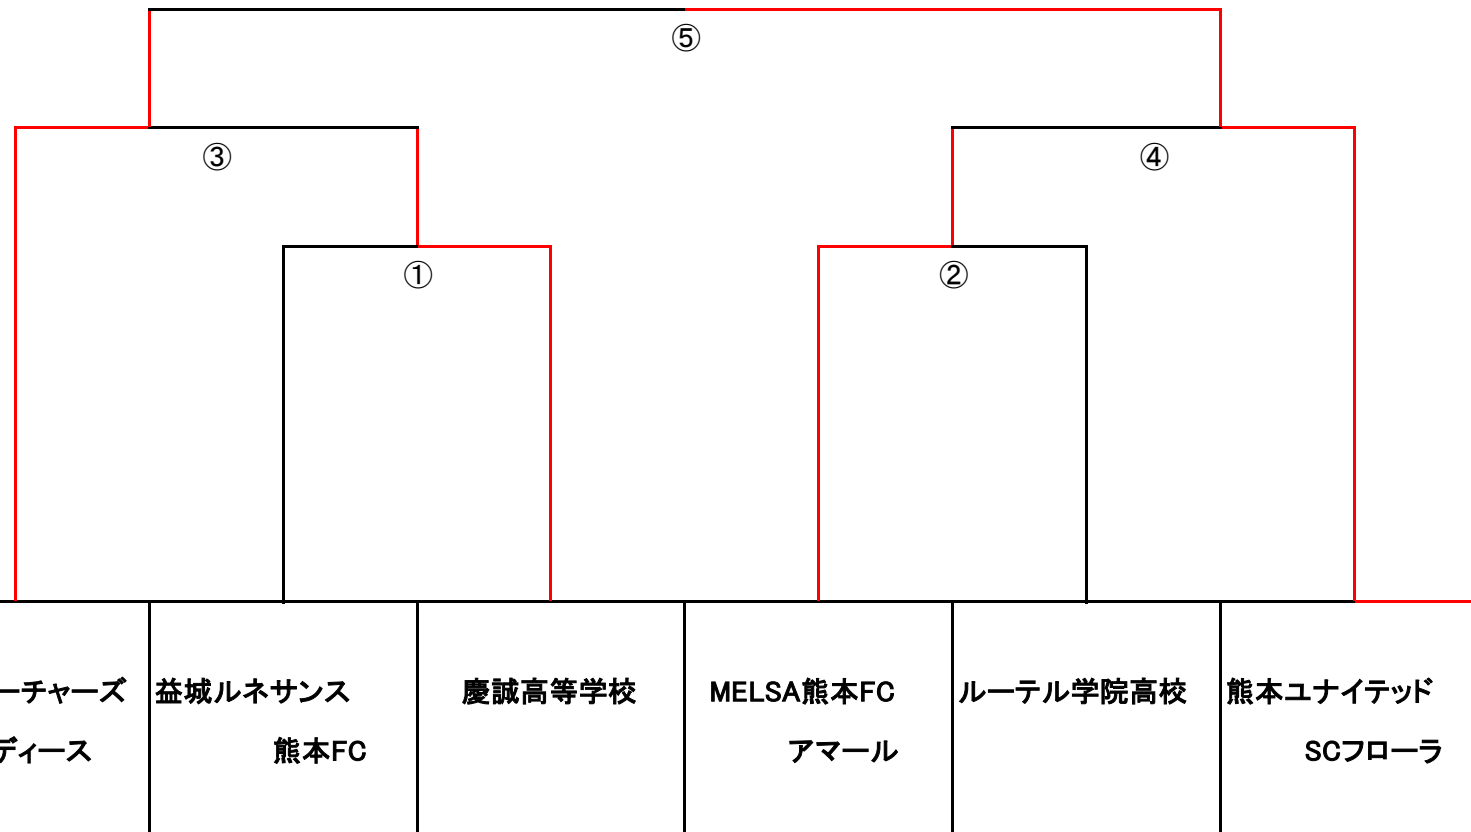 ⑤
③
④
①
②
ーチャーズ
ディース
益城ルネサンス
熊本FC
慶誠高等学校
MELSA熊本FC
アマール
ルーテル学院高校
熊本ユナイテッド
SCフローラ